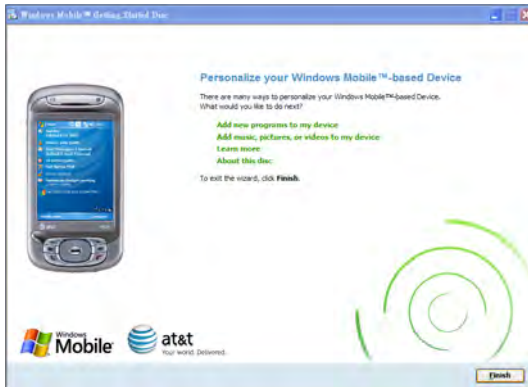 Windows Mobile™ Getting Started Disc
Personalize your Windows Mobile™-based Device
There are many ways to personalize your Windows Mobile™-based Device.
What would you like to do next?
Add new programs to my device
Add music, pictures, or videos to my device
Learn more
About this disc
To exit the wizard, click Finish.
Windows
Mobile
at&t
Your world. Delivered.
Finish